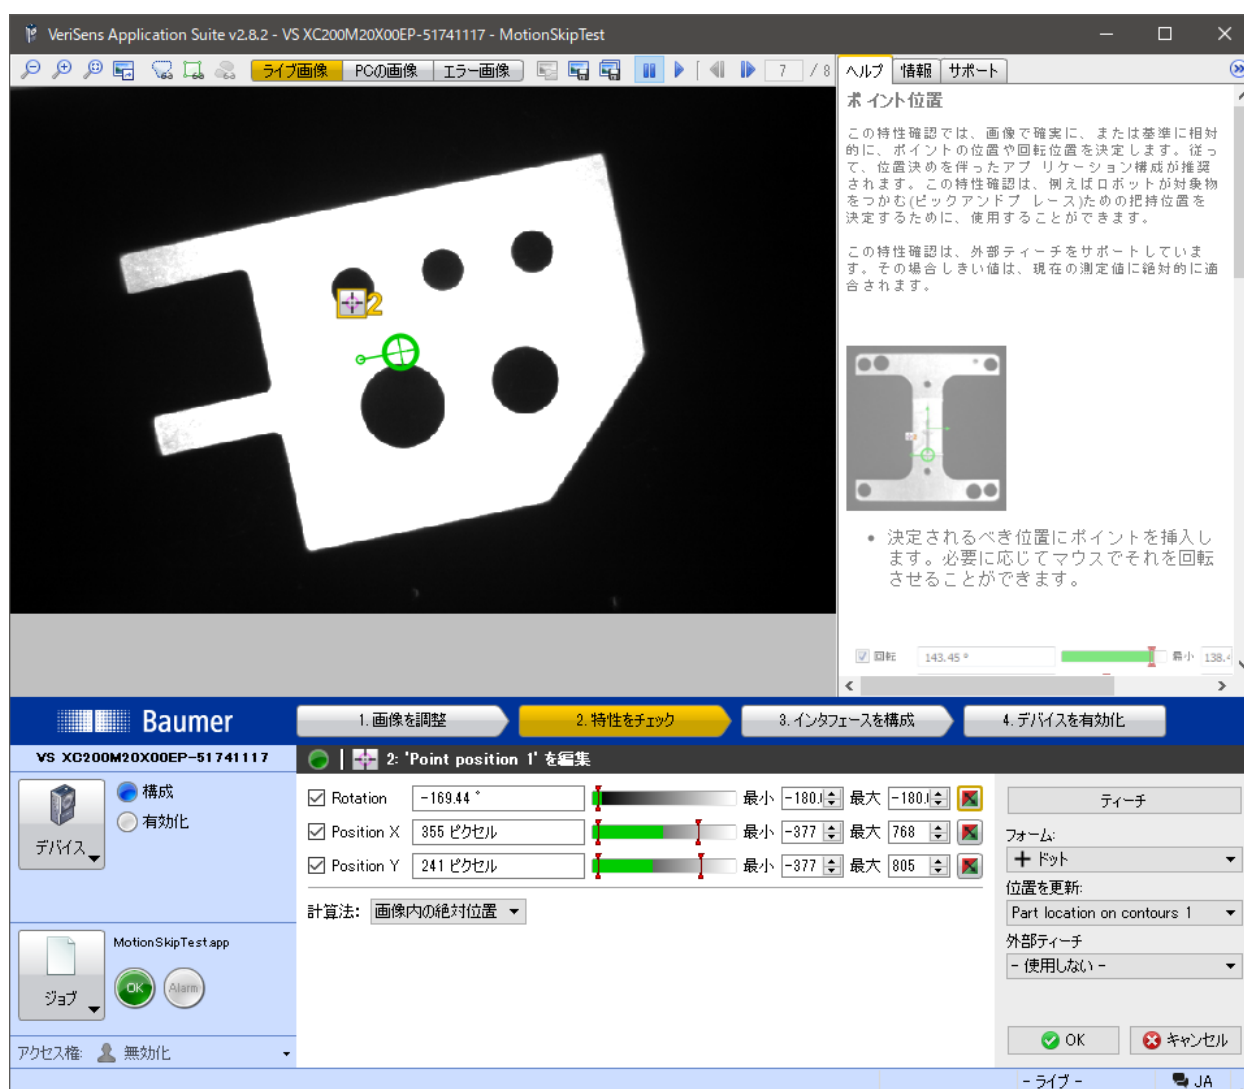 VeriSens Application Suite v2.8.2 - VS XC200M20X00EP-51741117 - MotionSkipTest
ライブ画像 PCの画像 エラー画像 7 / 8
ヘルプ 情報 サポート
ポイント位置
この特性確認では、画像で確実に、または基準に相対
的に、ポイントの位置や回転位置を決定します。従っ
て、位置決めを伴ったアプ リケーション構成が推奨
されます。この特性確認は、例えばロボットが対象物
をつかむ(ピックアンドプ レース)ための把持位置を
決定するために、使用することができます。
この特性確認は、外部ティーチをサポートしていま
す。その場合しきい値は、現在の測定値に絶対的に適
合されます。
2
• 決定されるべき位置にポイントを挿入し
ます。必要に応じてマウスでそれを回転
させることができます。
回転 143.45 ° 最小 138.4
Baumer
1. 画像を調整 2. 特性をチェック 3. インタフェースを構成 4. デバイスを有効化
VS XC200M20X00EP-51741117
2: 'Point position 1' を編集
デバイス
構成
有効化
Rotation -169.44 ° 最小 -180.( 最大 -180.(
Position X 355 ピクセル 最小 -377 最大 768
Position Y 241 ピクセル 最小 -377 最大 805
計算法: 画像内の絶対位置
ティーチ
フォーム:
ドット
位置を更新:
Part location on contours 1
外部ティーチ
- 使用しない -
MotionSkipTest.app
ジョブ
OK Alarm
アクセス権: 無効化
OK キャンセル
- ライブ - JA